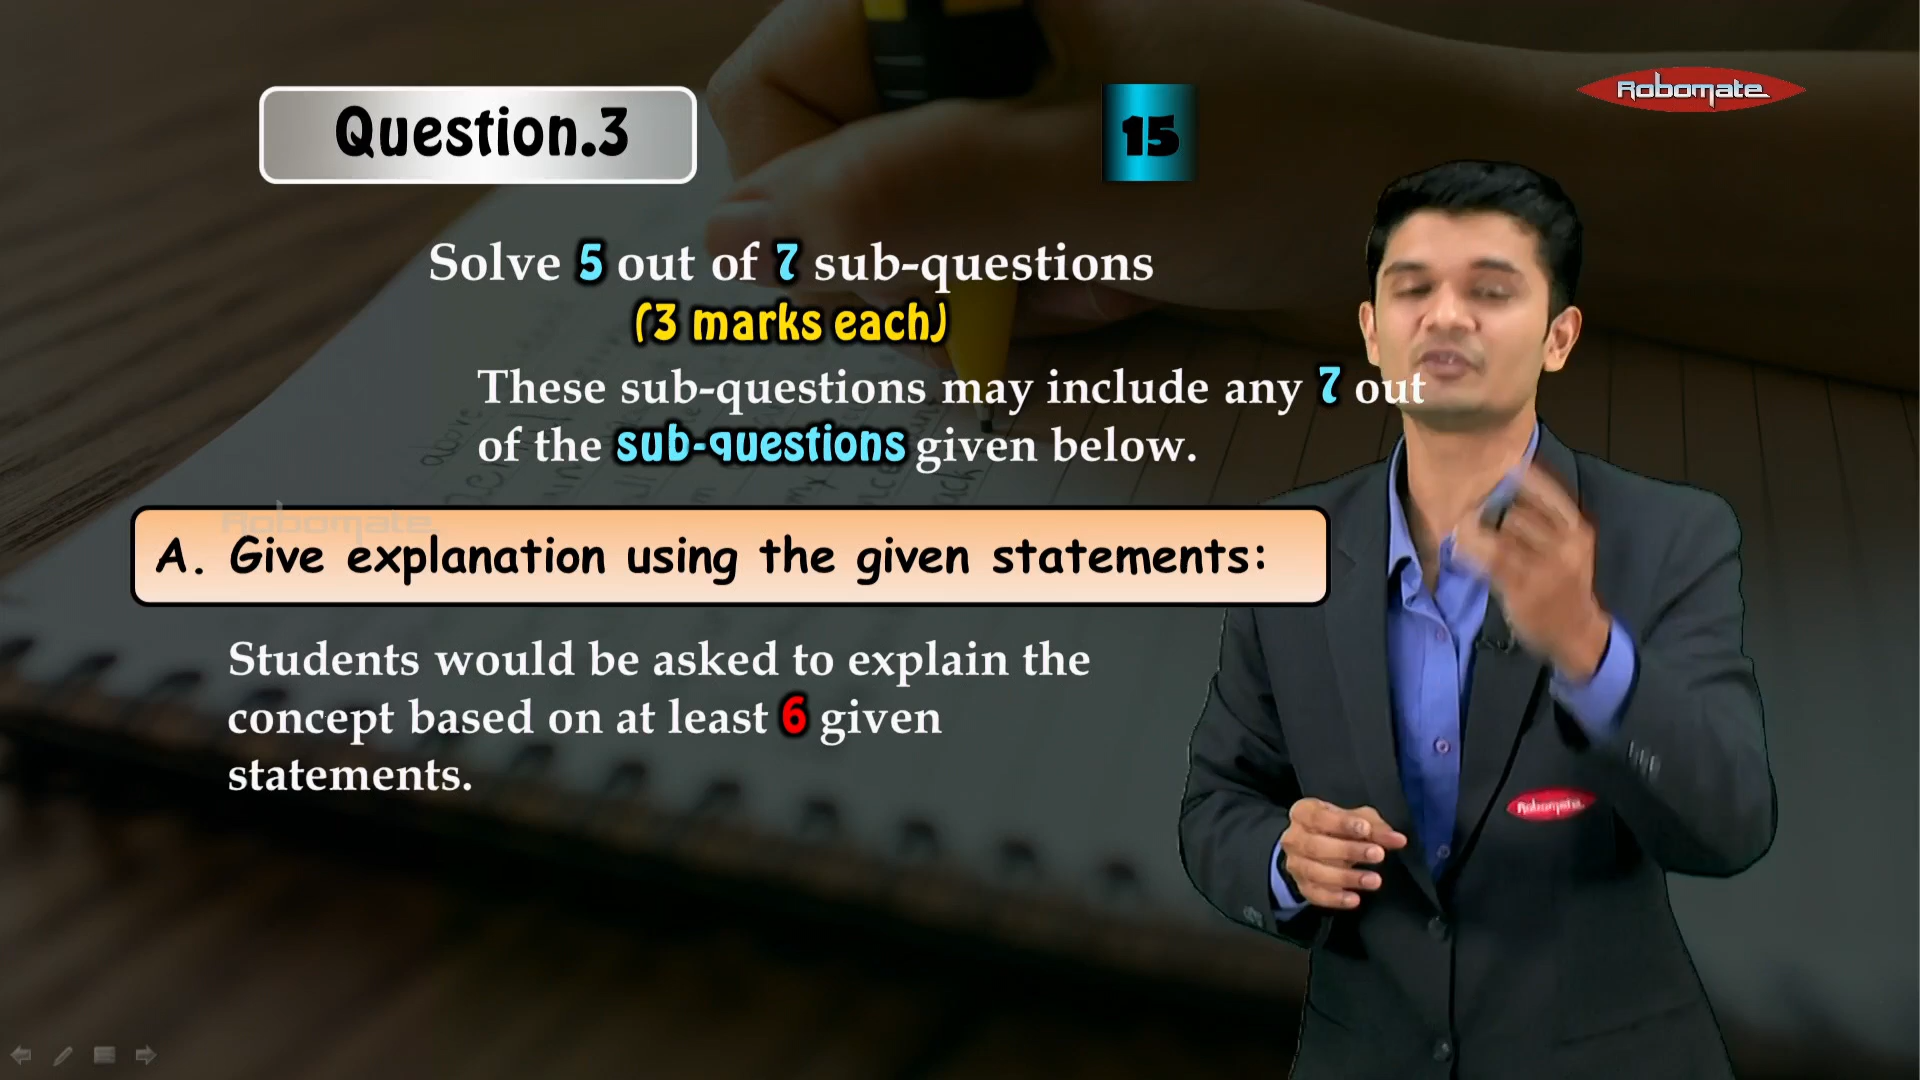 Question.3
15
Robomate
Solve 5 out of 7 sub-questions
(3 marks each)
These sub-questions may include any 7 out
of the sub-questions given below.
Robomate
A. Give explanation using the given statements:
Students would be asked to explain the
concept based on at least 6 given
statements.
Robomate